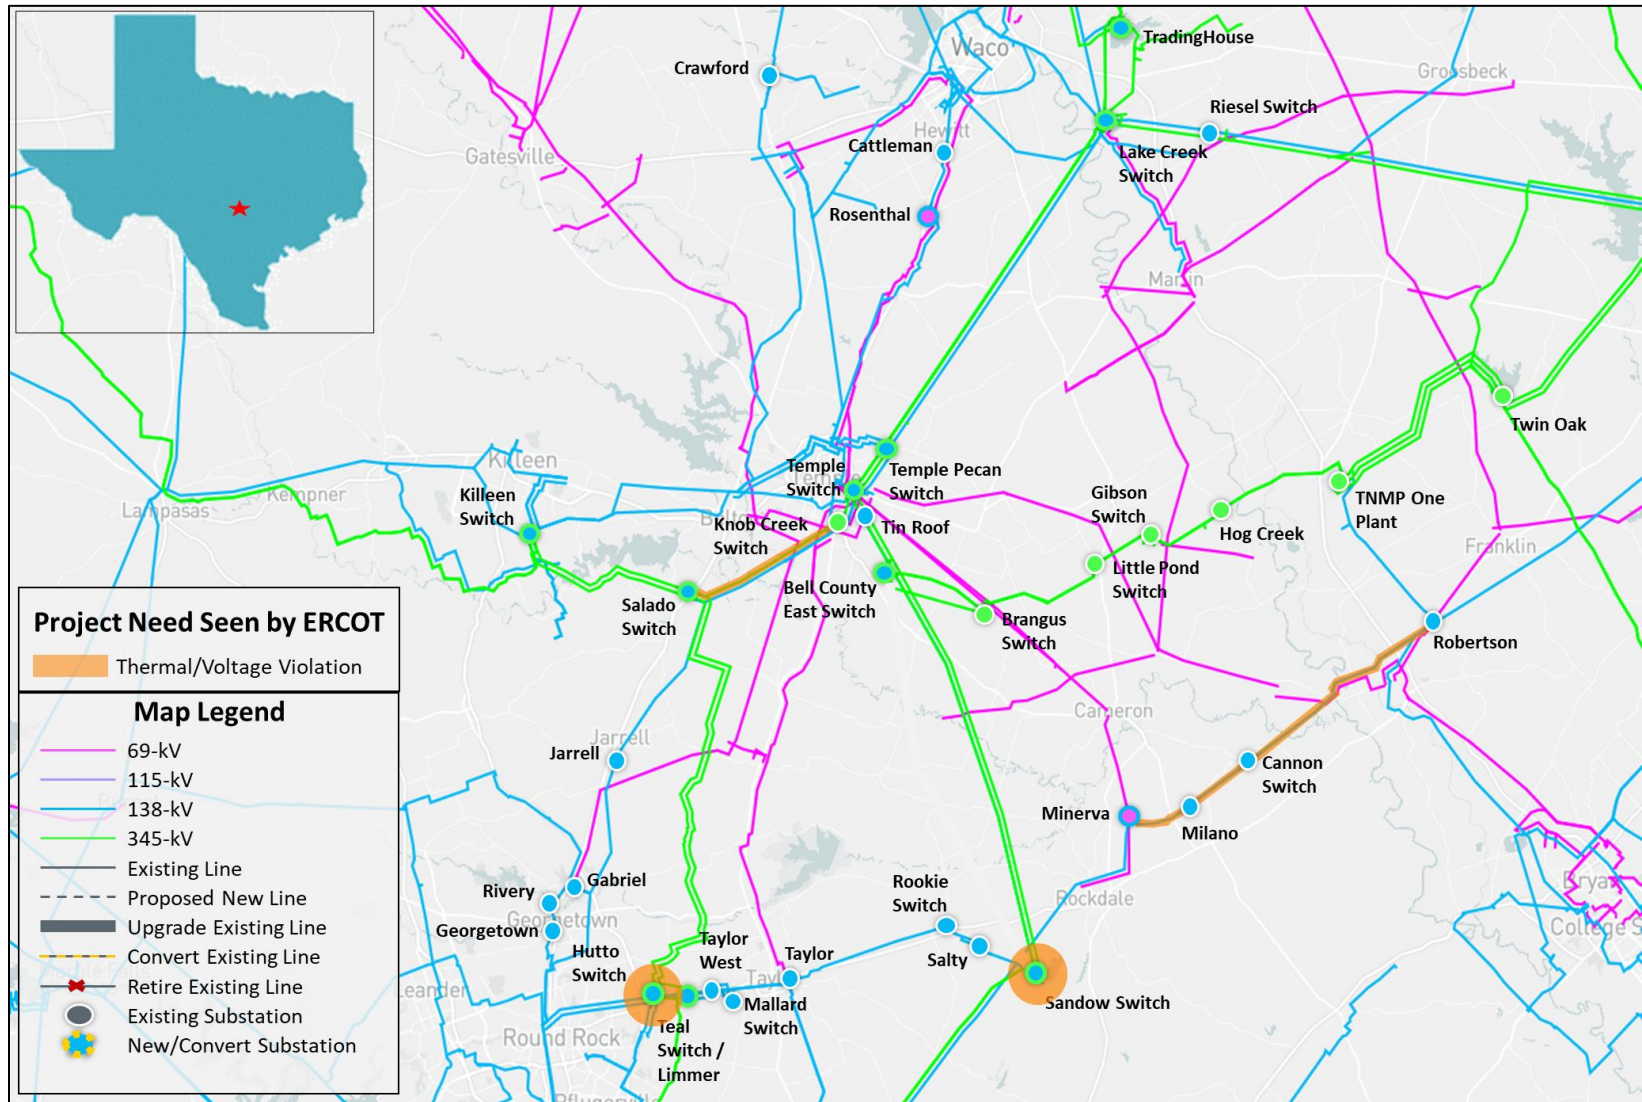 TradingHouse
Waco
Crawford
Groesbeck
Riesel Switch
Hewitt
Cattleman
Gatesville
Lake Creek
Switch
Rosenthal
Marlin
Twin Oak
Killeen
Temple
Switch
Temple Pecan
Switch
Kempner
Lampasas
Killeen
Switch
Gibson
Switch
TNMP One
Plant
Knob Creek
Switch
Tin Roof
Hog Creek
Franklin
Little Pond
Switch
Bell County
East Switch
Salado
Switch
Brangus
Switch
Robertson
Project Need Seen by ERCOT
Thermal/Voltage Violation
Map Legend
69-kV
115-kV
138-kV
345-kV
Existing Line
Proposed New Line
Upgrade Existing Line
Convert Existing Line
Retire Existing Line
Existing Substation
New/Convert Substation
Cameron
Jarrell
Jarrell
Cannon
Switch
Minerva
Milano
Rivery
Gabriel
Georgetown
Georgetown
Rookie
Switch
Rockdale
College S
Hutto
Switch
Taylor
West
Taylor
Salty
Leander
Mallard
Switch
Sandow Switch
Round Rock
Teal
Switch /
Limmer
Pflugerville